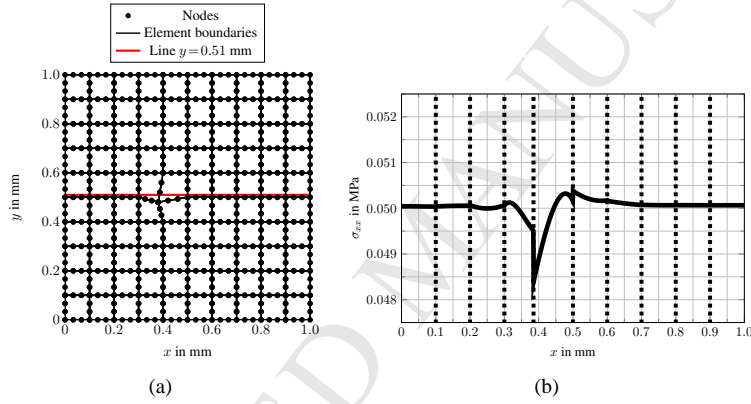 Nodes
Element boundaries
Line y=0.51 mm
1.0
0.8
0.6
0.4
0.2
0
y in mm
0 0.2 0.4 0.6 0.8 1.0
x in mm
(a)
0.052
0.051
0.050
0.049
0.048
σxx in MPa
0 0.1 0.2 0.3 0.4 0.5 0.6 0.7 0.8 0.9 1.0
x in mm
(b)